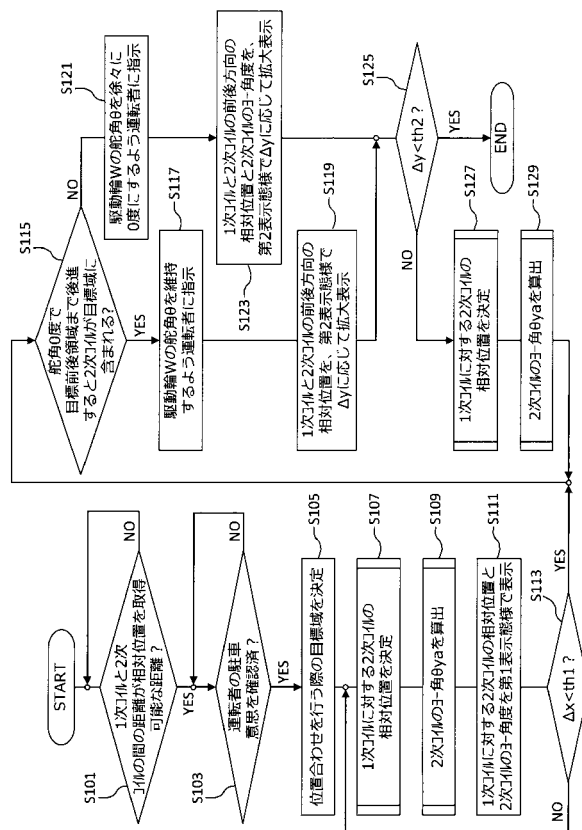 START
1次コイルと2次
コイルの間の距離が相対位置を取得
可能な距離？
S101
NO
YES
運転者の駐車
意思を確認済？
S103
NO
YES
位置合わせを行う際の目標域を決定
S105
1次コイルに対する2次コイルの
相対位置を決定
S107
2次コイルのヨー角θyaを算出
S109
1次コイルに対する2次コイルの相対位置と
2次コイルのヨー角度を第1表示態様で表示
S111
Δx<th1？
S113
NO
YES
舵角0度で
目標前後領域まで後進
すると2次コイルが目標域に
含まれる？
S115
NO
YES
駆動輪Wの舵角θを徐々に
0度にするよう運転者に指示
S121
駆動輪Wの舵角θを維持
するよう運転者に指示
S117
1次コイルと2次コイルの前後方向の
相対位置と2次コイルのヨー角度を、
第2表示態様でΔyに応じて拡大表示
S123
1次コイルと2次コイルの前後方向の
相対位置を、第2表示態様で
Δyに応じて拡大表示
S119
Δy<th2？
S125
NO
YES
END
1次コイルに対する2次コイルの
相対位置を決定
S127
2次コイルのヨー角θyaを算出
S129